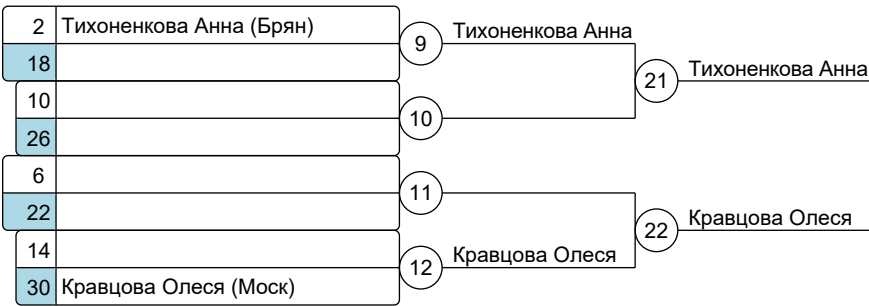 2 Тихоненкова Анна (Брян)
18
10
26
6
22
14
30 Кравцова Олеся (Моск)
9 Тихоненкова Анна
10
11
12 Кравцова Олеся
21 Тихоненкова Анна
22 Кравцова Олеся